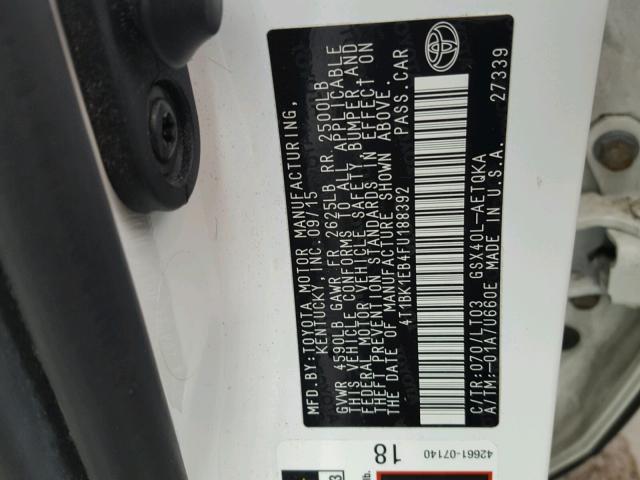 MFD.BY:TOYOTA MOTOR MANUFACTURING,
KENTUCKY, INC. 09/15
GVWR 4590LB GAWR FR 2625LB RR 2500LB
THIS VEHICLE CONFORMS TO ALL APPLICABLE
FEDERAL MOTOR VEHICLE SAFETY, BUMPER AND
THEFT PREVENTION STANDARDS IN EFFECT ON
THE DATE OF MANUFACTURE SHOWN ABOVE.
4T1BK1EB4FU188392 PASS.CAR
C/TR:070/LT03 GSX40L-AETQKA
A/TM:-01A/U660E MADE IN U.S.A. 27339
42661-07140
18
lb.
3